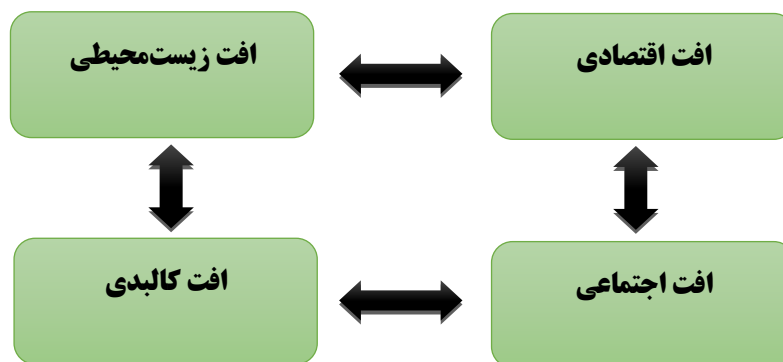 افت اقتصادی
افت زیست‌محیطی
افت اجتماعی
افت کالبدی